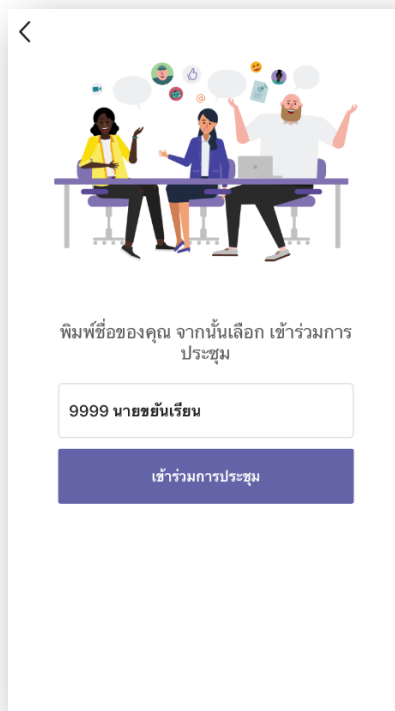 พิมพ์ชื่อของคุณ จากนั้นเลือก เข้าร่วมการ
ประชุม
9999 นายขยันเรียน
เข้าร่วมการประชุม